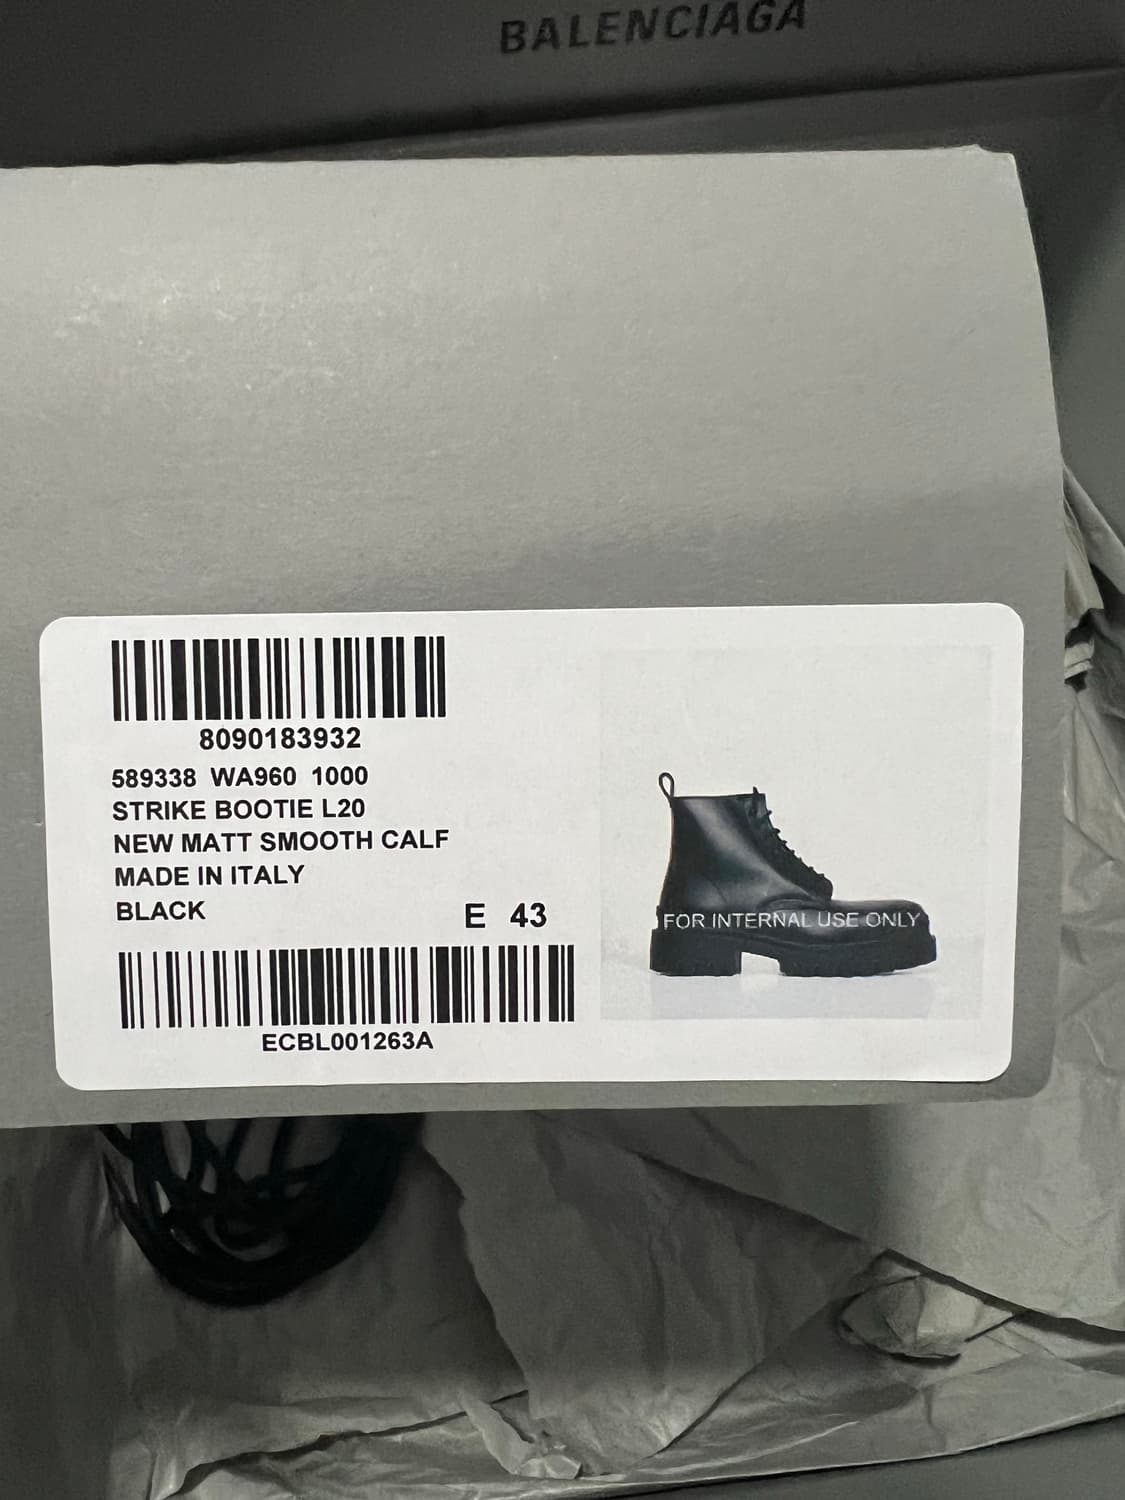 BALENCIAGA
8090183932
589338 WA960 1000
STRIKE BOOTIE L20
NEW MATT SMOOTH CALF
MADE IN ITALY
BLACK
E 43
ECBL001263A
FOR INTERNAL USE ONLY